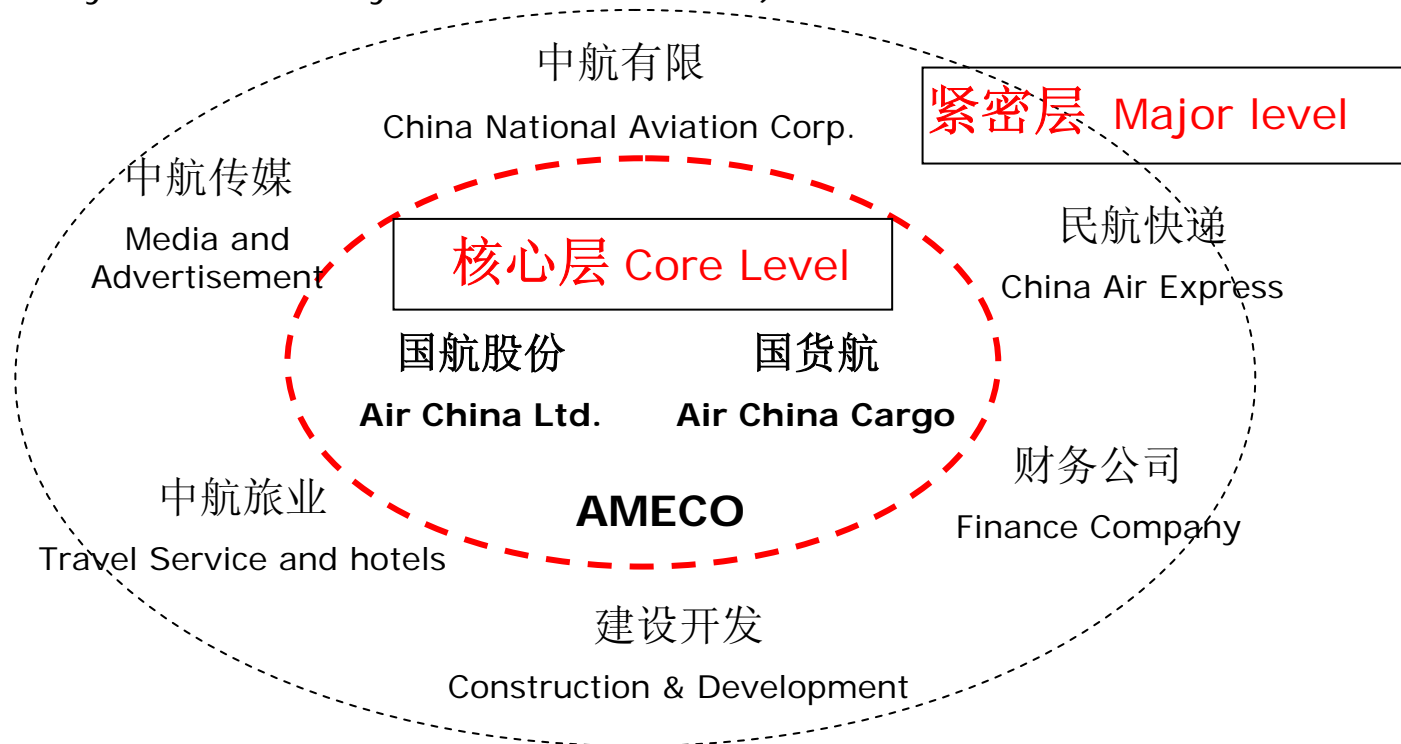 中航有限
China National Aviation Corp.
紧密层 Major level
中航传媒
Media and
Advertisement
民航快递
China Air Express
核心层 Core Level
国航股份
Air China Ltd.
国货航
Air China Cargo
AMECO
中航旅业
Travel Service and hotels
财务公司
Finance Company
建设开发
Construction & Development